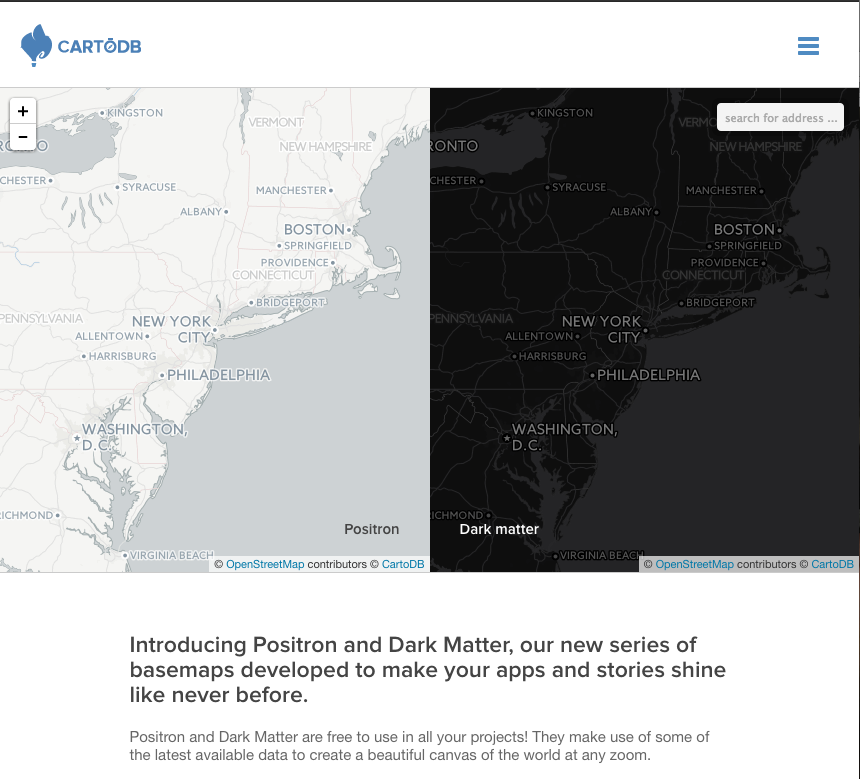 CARTODB
+
−
KINGSTON
VERMONT
NEW HAMPSHIRE
RONTO
CHESTER
SYRACUSE
MANCHESTER
ALBANY
BOSTON
SPRINGFIELD
PROVIDENCE
CONNECTICUT
BRIDGEPORT
PENNSYLVANIA
NEW YORK
CITY
ALLENTOWN
HARRISBURG
PHILADELPHIA
WASHINGTON,
D.C.
RICHMOND
Positron
VIRGINIA BEACH
© OpenStreetMap contributors © CartoDB
search for address ...
KINGSTON
VERM
NEW HAMPSHIRE
RONTO
CHESTER
SYRACUSE
MANCHESTER
ALBANY
BOSTON
SPRINGFIELD
PROVIDENCE
CONNECTICUT
BRIDGEPORT
PENNSYLVANIA
NEW YORK
CITY
ALLENTOWN
HARRISBURG
PHILADELPHIA
WASHINGTON,
D.C.
RICHMOND
Dark matter
VIRGINIA BEACH
© OpenStreetMap contributors © CartoDB
Introducing Positron and Dark Matter, our new series of
basemaps developed to make your apps and stories shine
like never before.
Positron and Dark Matter are free to use in all your projects! They make use of some of
the latest available data to create a beautiful canvas of the world at any zoom.